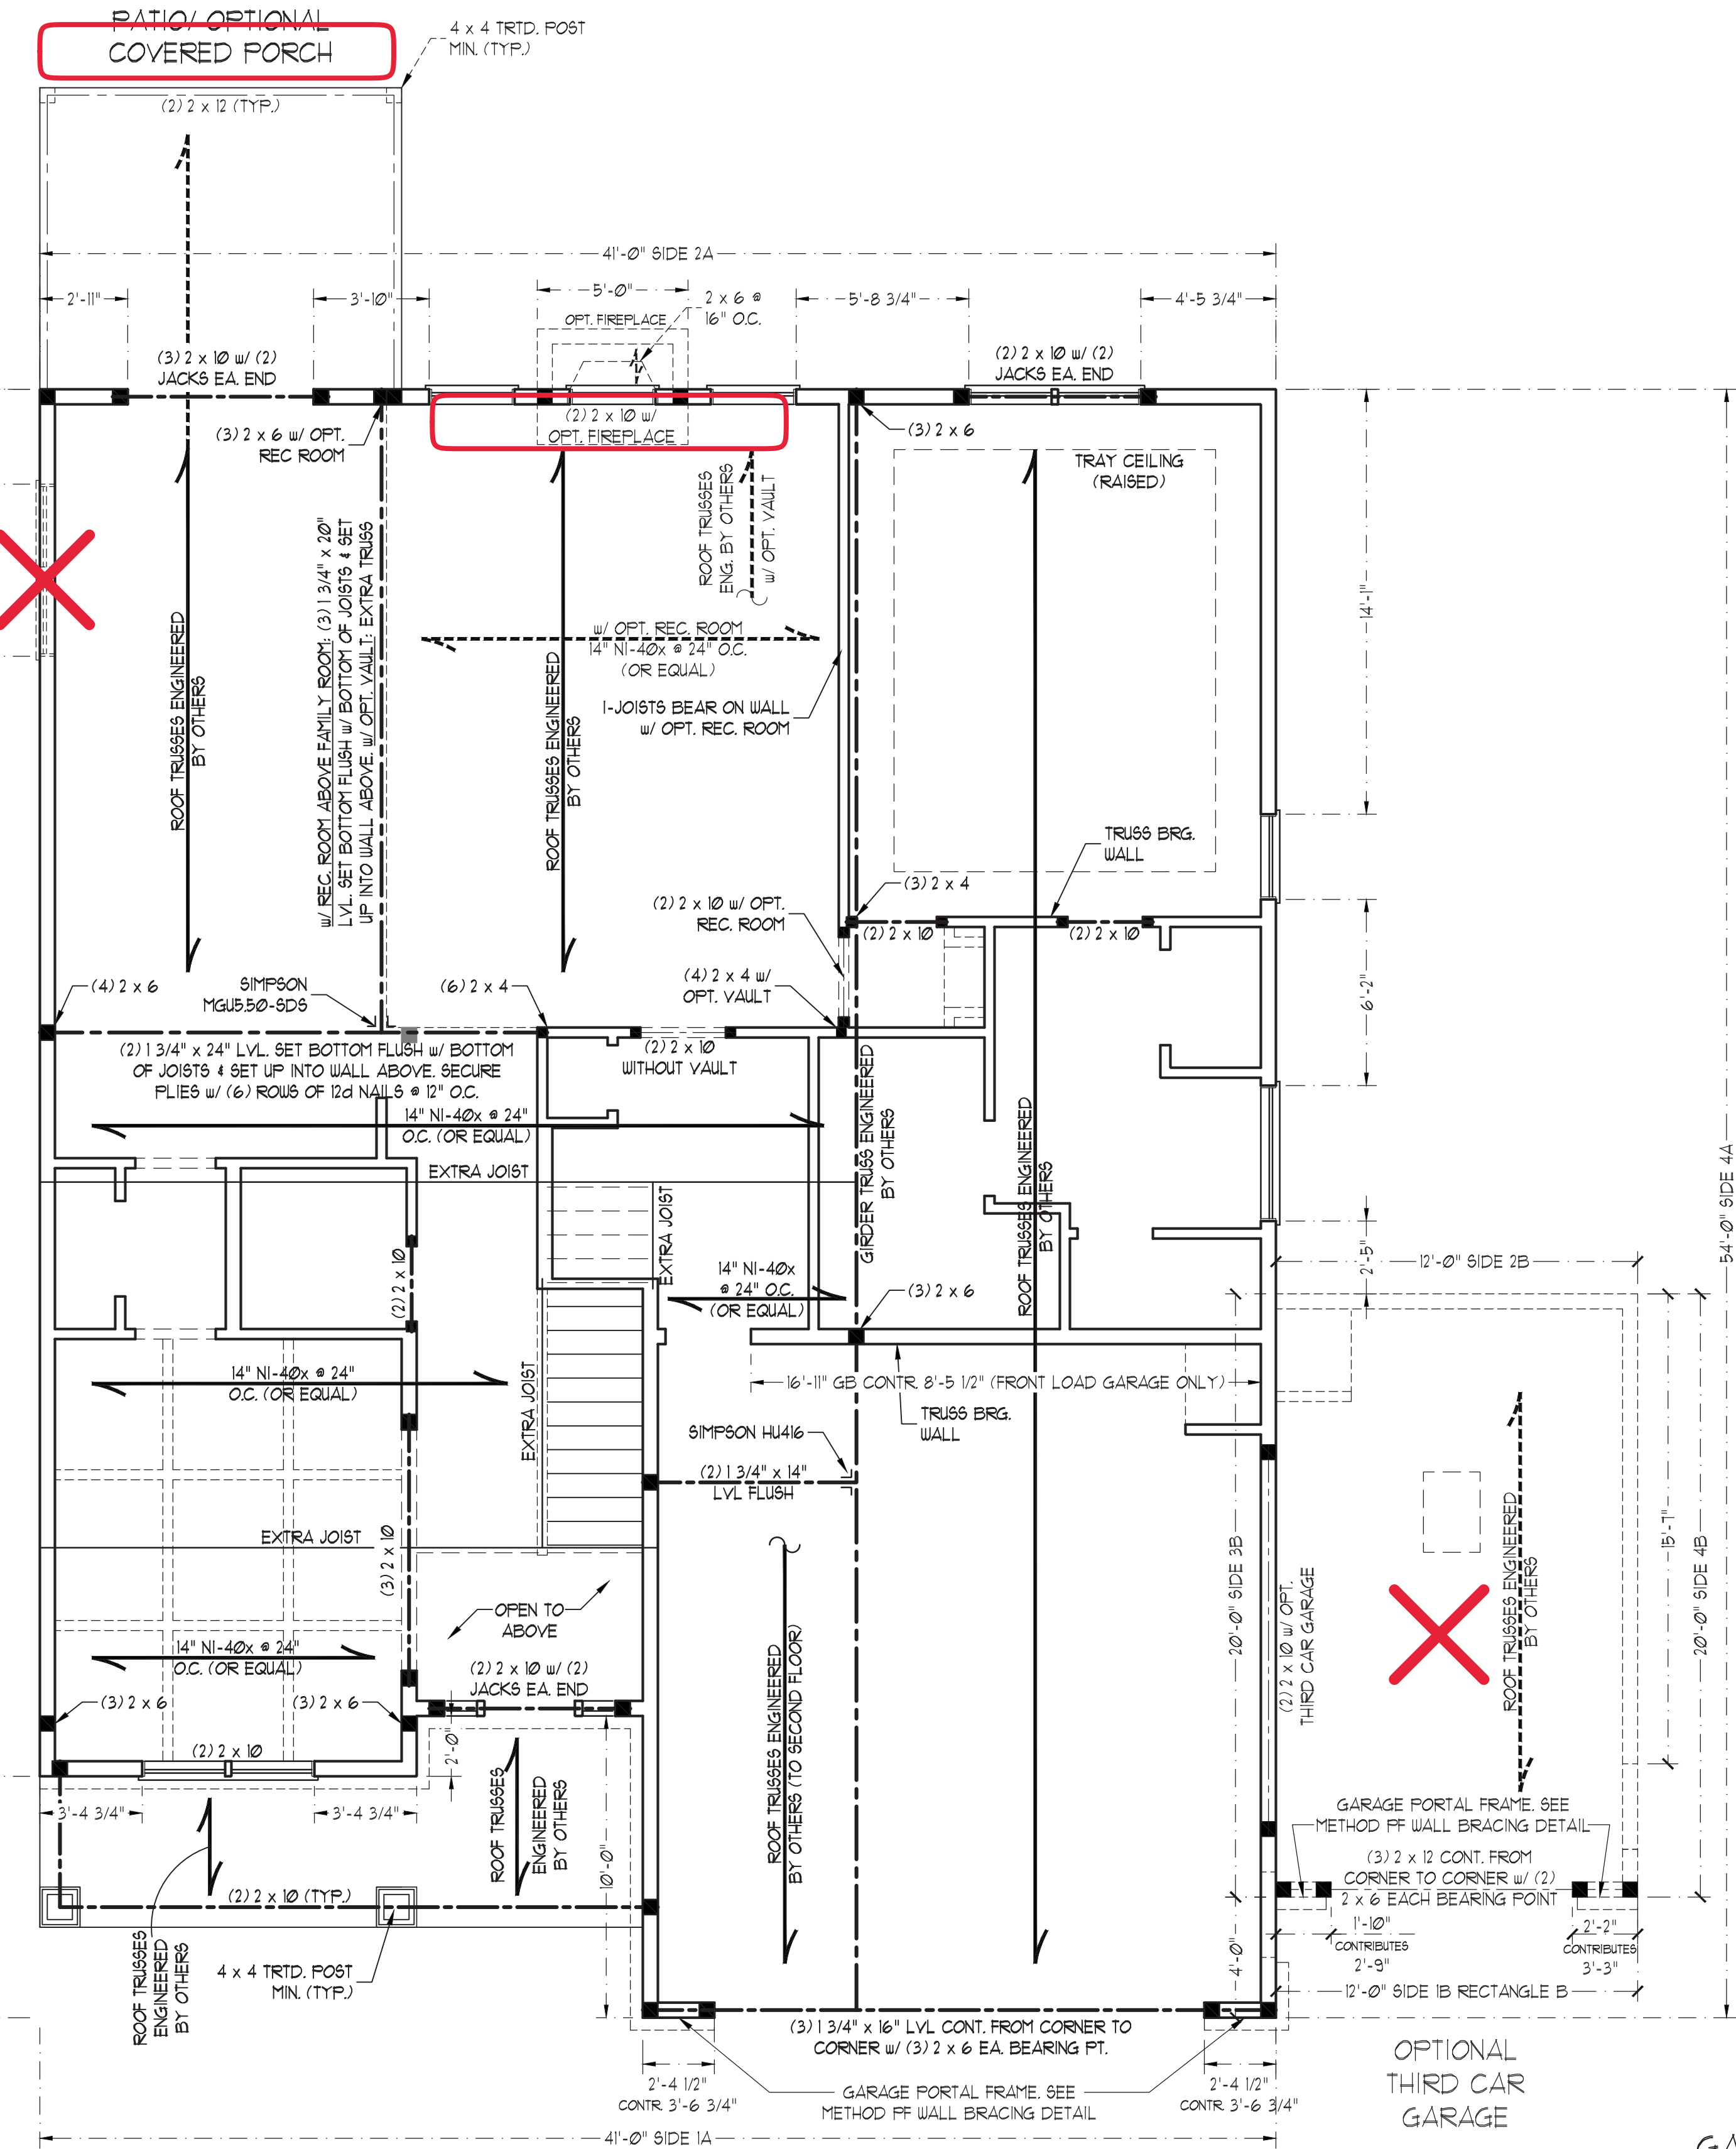 PATIO/ OPTIONAL
COVERED PORCH
4 x 4 TRTD. POST
MIN. (TYP.)
(2) 2 x 12 (TYP.)
41'-0" SIDE 2A
2'-11"
3'-10"
5'-0"
2 x 6 @
16" O.C.
5'-8 3/4"
4'-5 3/4"
OPT. FIREPLACE
(3) 2 x 10 w/ (2)
JACKS EA. END
(2) 2 x 10 w/ (2)
JACKS EA. END
(2) 2 x 10 w/
OPT. FIREPLACE
(3) 2 x 6 w/ OPT.
REC ROOM
(3) 2 x 6
TRAY CEILING
(RAISED)
ROOF TRUSSES
ENG. BY OTHERS
w/ OPT. VAULT
w/ REC. ROOM ABOVE FAMILY ROOM: (3) 1 3/4" x 20"
LVL. SET BOTTOM FLUSH w/ BOTTOM OF JOISTS & SET
UP INTO WALL ABOVE. w/ OPT. VAULT: EXTRA TRUSS
ROOF TRUSSES ENGINEERED
BY OTHERS
ROOF TRUSSES ENGINEERED
BY OTHERS
w/ OPT. REC. ROOM
14" NI-40x @ 24" O.C.
(OR EQUAL)
I-JOISTS BEAR ON WALL
w/ OPT. REC. ROOM
14'-1"
TRUSS BRG.
WALL
(3) 2 x 4
(2) 2 x 10 w/ OPT.
REC. ROOM
(2) 2 x 10
(2) 2 x 10
(4) 2 x 6
SIMPSON
MGU5.50-SDS
(6) 2 x 4
(4) 2 x 4 w/
OPT. VAULT
6'-2"
(2) 1 3/4" x 24" LVL. SET BOTTOM FLUSH w/ BOTTOM
OF JOISTS & SET UP INTO WALL ABOVE. SECURE
PLIES w/ (6) ROWS OF 12d NAILS @ 12" O.C.
(2) 2 x 10
WITHOUT VAULT
14" NI-40x @ 24"
O.C. (OR EQUAL)
EXTRA JOIST
EXTRA JOIST
GIRDER TRUSS ENGINEERED
BY OTHERS
ROOF TRUSSES ENGINEERED
BY OTHERS
54'-0" SIDE 4A
2'-5"
12'-0" SIDE 2B
(2) 2 x 10
14" NI-40x
@ 24" O.C.
(OR EQUAL)
(3) 2 x 6
14" NI-40x @ 24"
O.C. (OR EQUAL)
EXTRA JOIST
16'-11" GB CONTR. 8'-5 1/2" (FRONT LOAD GARAGE ONLY)
TRUSS BRG.
WALL
SIMPSON HU416
(2) 1 3/4" x 14"
LVL FLUSH
EXTRA JOIST
(3) 2 x 10
OPEN TO
ABOVE
ROOF TRUSSES ENGINEERED
BY OTHERS (TO SECOND FLOOR)
20'-0" SIDE 3B
(2) 2 x 10 w/ OPT.
THIRD CAR GARAGE
ROOF TRUSSES ENGINEERED
BY OTHERS
15'-7"
20'-0" SIDE 4B
14" NI-40x @ 24"
O.C. (OR EQUAL)
(3) 2 x 6
(3) 2 x 6
(2) 2 x 10 w/ (2)
JACKS EA. END
(2) 2 x 10
2'-0"
3'-4 3/4"
3'-4 3/4"
ROOF TRUSSES
ENGINEERED
BY OTHERS
10'-0"
GARAGE PORTAL FRAME. SEE
METHOD PF WALL BRACING DETAIL
(3) 2 x 12 CONT. FROM
CORNER TO CORNER w/ (2)
2 x 6 EACH BEARING POINT
(2) 2 x 10 (TYP.)
ROOF TRUSSES
ENGINEERED
BY OTHERS
4 x 4 TRTD. POST
MIN. (TYP.)
4'-0"
1'-10"
CONTRIBUTES
2'-9"
2'-2"
CONTRIBUTES
3'-3"
12'-0" SIDE 1B RECTANGLE B
(3) 1 3/4" x 16" LVL CONT. FROM CORNER TO
CORNER w/ (3) 2 x 6 EA. BEARING PT.
2'-4 1/2"
CONTR. 3'-6 3/4"
GARAGE PORTAL FRAME. SEE
METHOD PF WALL BRACING DETAIL
2'-4 1/2"
CONTR. 3'-6 3/4"
OPTIONAL
THIRD CAR
GARAGE
41'-0" SIDE 1A